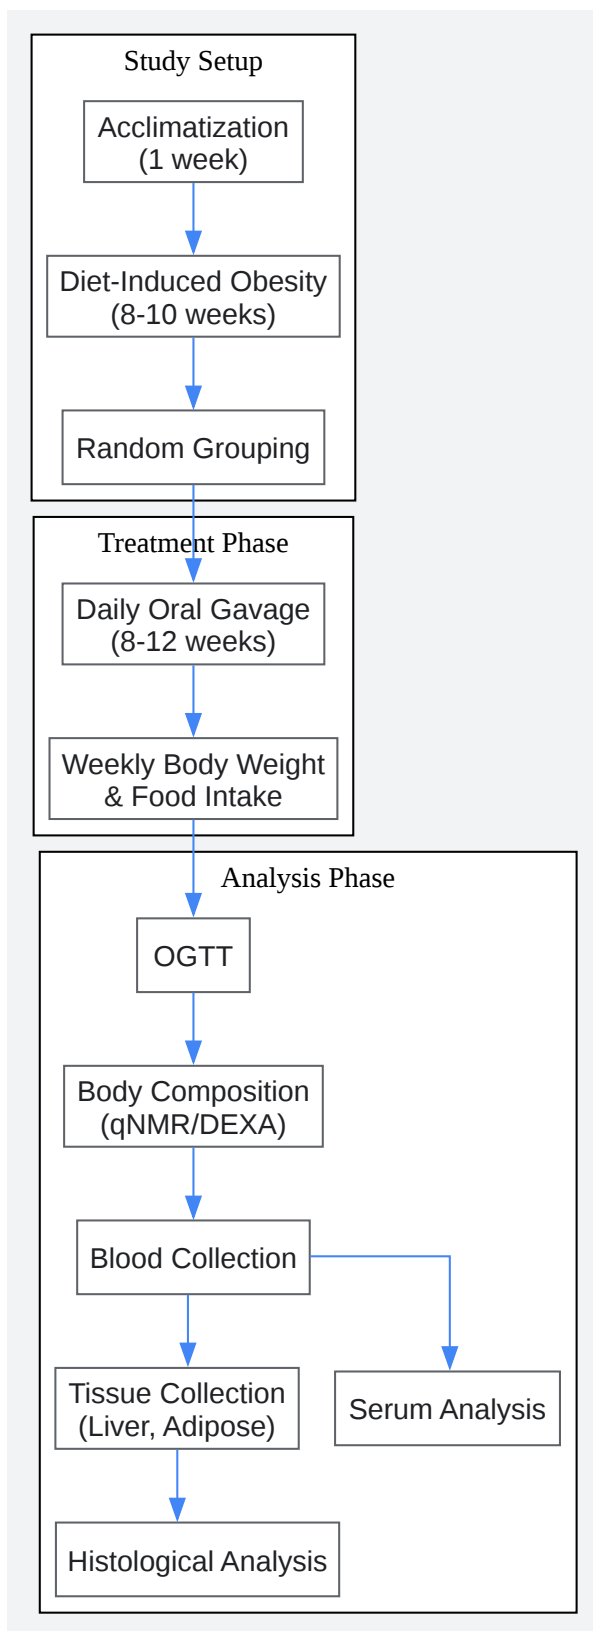 Study Setup
Acclimatization
(1 week)
Diet-Induced Obesity
(8-10 weeks)
Random Grouping
Treatment Phase
Daily Oral Gavage
(8-12 weeks)
Weekly Body Weight
& Food Intake
Analysis Phase
OGTT
Body Composition
(qNMR/DEXA)
Blood Collection
Tissue Collection
(Liver, Adipose)
Serum Analysis
Histological Analysis